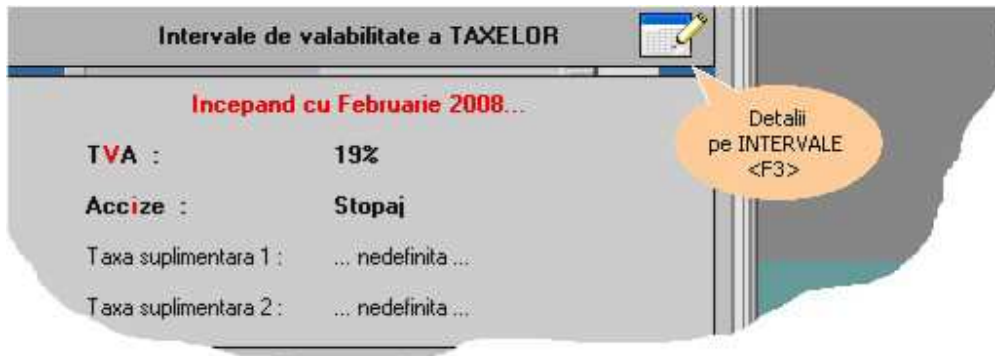 Intervale de valabilitate a TAXELOR
Incepand cu Februarie 2008...
Detalii
pe INTERVALE
<F3>
TVA : 19%
Accize : Stopaj
Taxa suplimentara 1 : ... nedefinita ...
Taxa suplimentara 2 : ... nedefinita ...